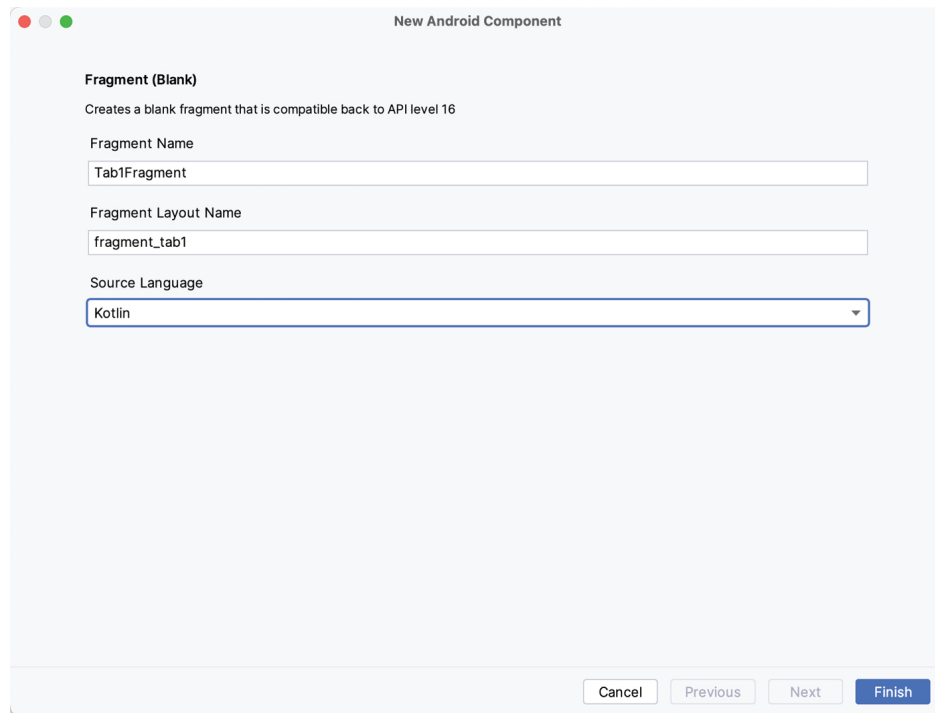 New Android Component
Fragment (Blank)
Creates a blank fragment that is compatible back to API level 16
Fragment Name
Tab1Fragment
Fragment Layout Name
fragment_tab1
Source Language
Kotlin
Cancel Previous Next Finish